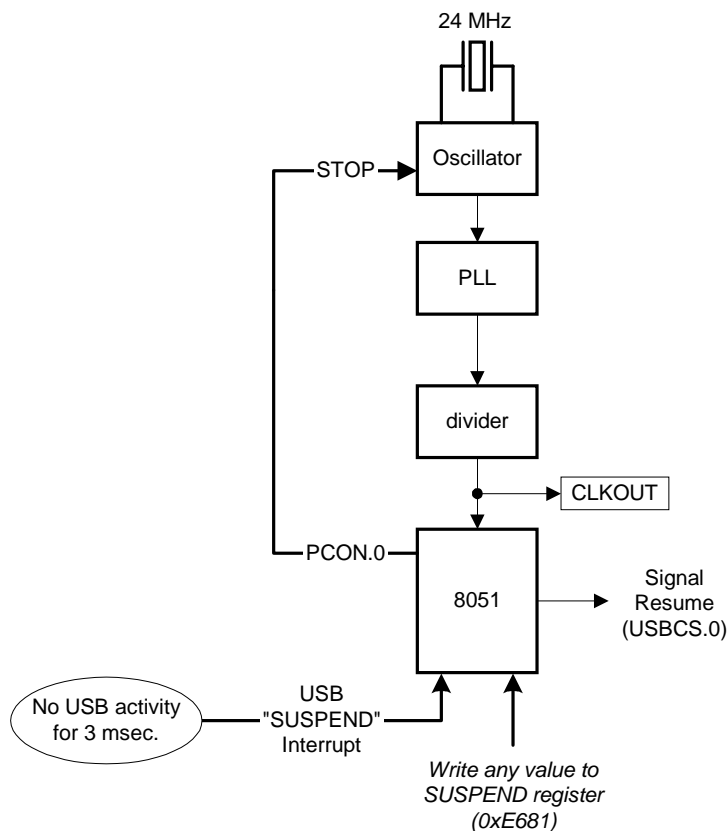 24 MHz
Oscillator
STOP
PLL
divider
CLKOUT
PCON.0
8051
Signal
Resume
(USBCS.0)
No USB activity
for 3 msec.
USB
"SUSPEND"
Interrupt
Write any value to
SUSPEND register
(0xE681)